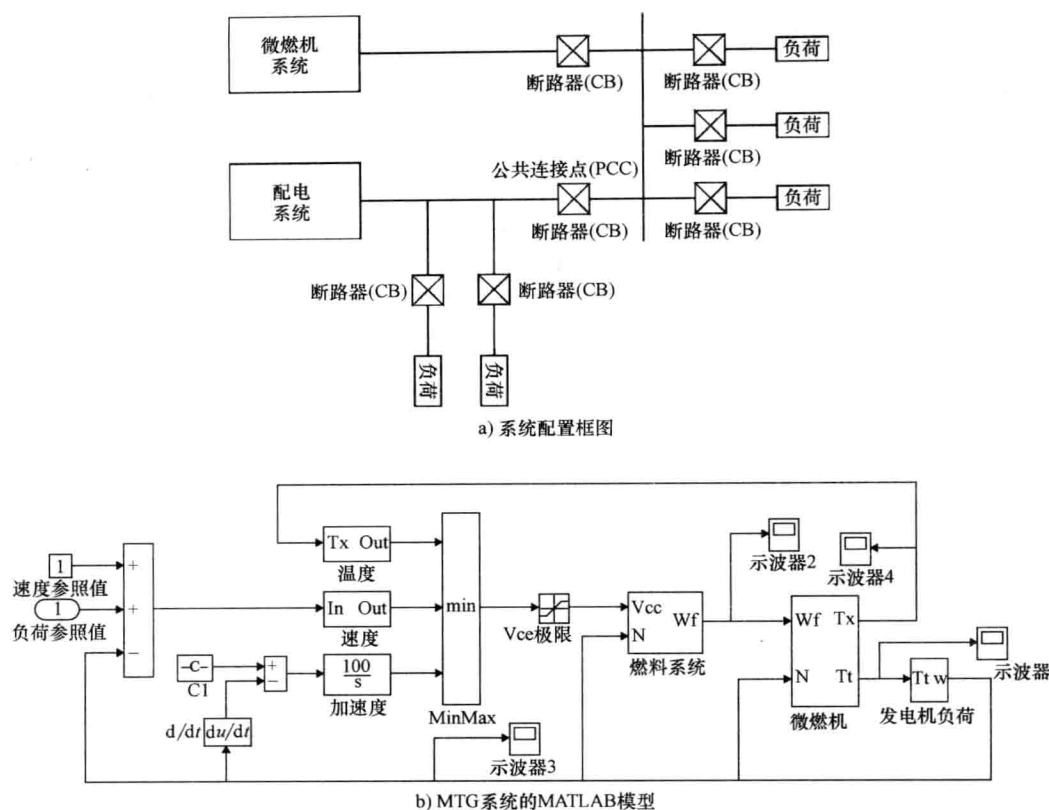 微燃机
系统
断路器(CB)
断路器(CB)
负荷
断路器(CB)
负荷
配电
系统
公共连接点(PCC)
断路器(CB)
断路器(CB)
负荷
断路器(CB)
断路器(CB)
负荷
负荷
a) 系统配置框图
1
速度参照值
1
负荷参照值
+
+
−
Tx Out
温度
In Out
速度
-C-
C1
+
−
100
s
加速度
d/dt
du/dt
min
MinMax
示波器3
Vce极限
Vcc
N
Wf
燃料系统
示波器2
示波器4
Wf
N
Tx
Tt
微燃机
Tt w
发电机负荷
示波器
b) MTG系统的MATLAB模型